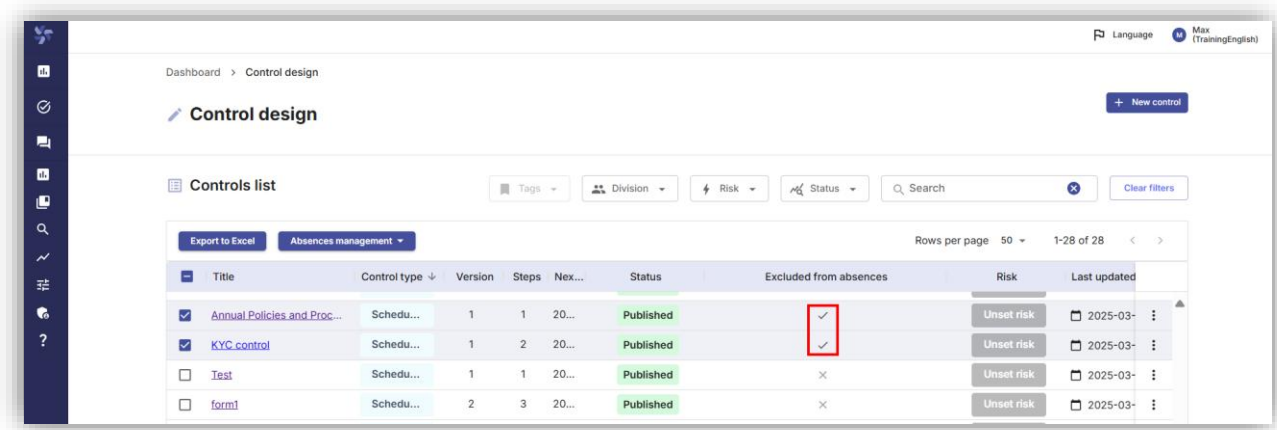 Language
M
Max
(TrainingEnglish)
Dashboard > Control design
Control design
+ New control
Controls list
Tags
Division
Risk
Status
Search
Clear filters
Export to Excel
Absences management
Rows per page 50
1-28 of 28
Title Control type Version Steps Nex... Status Excluded from absences Risk Last updated
Annual Policies and Proc... Schedu... 1 1 20... Published Unset risk 2025-03-
KYC control Schedu... 1 2 20... Published Unset risk 2025-03-
Test Schedu... 1 1 20... Published Unset risk 2025-03-
form1 Schedu... 2 3 20... Published Unset risk 2025-03-
?